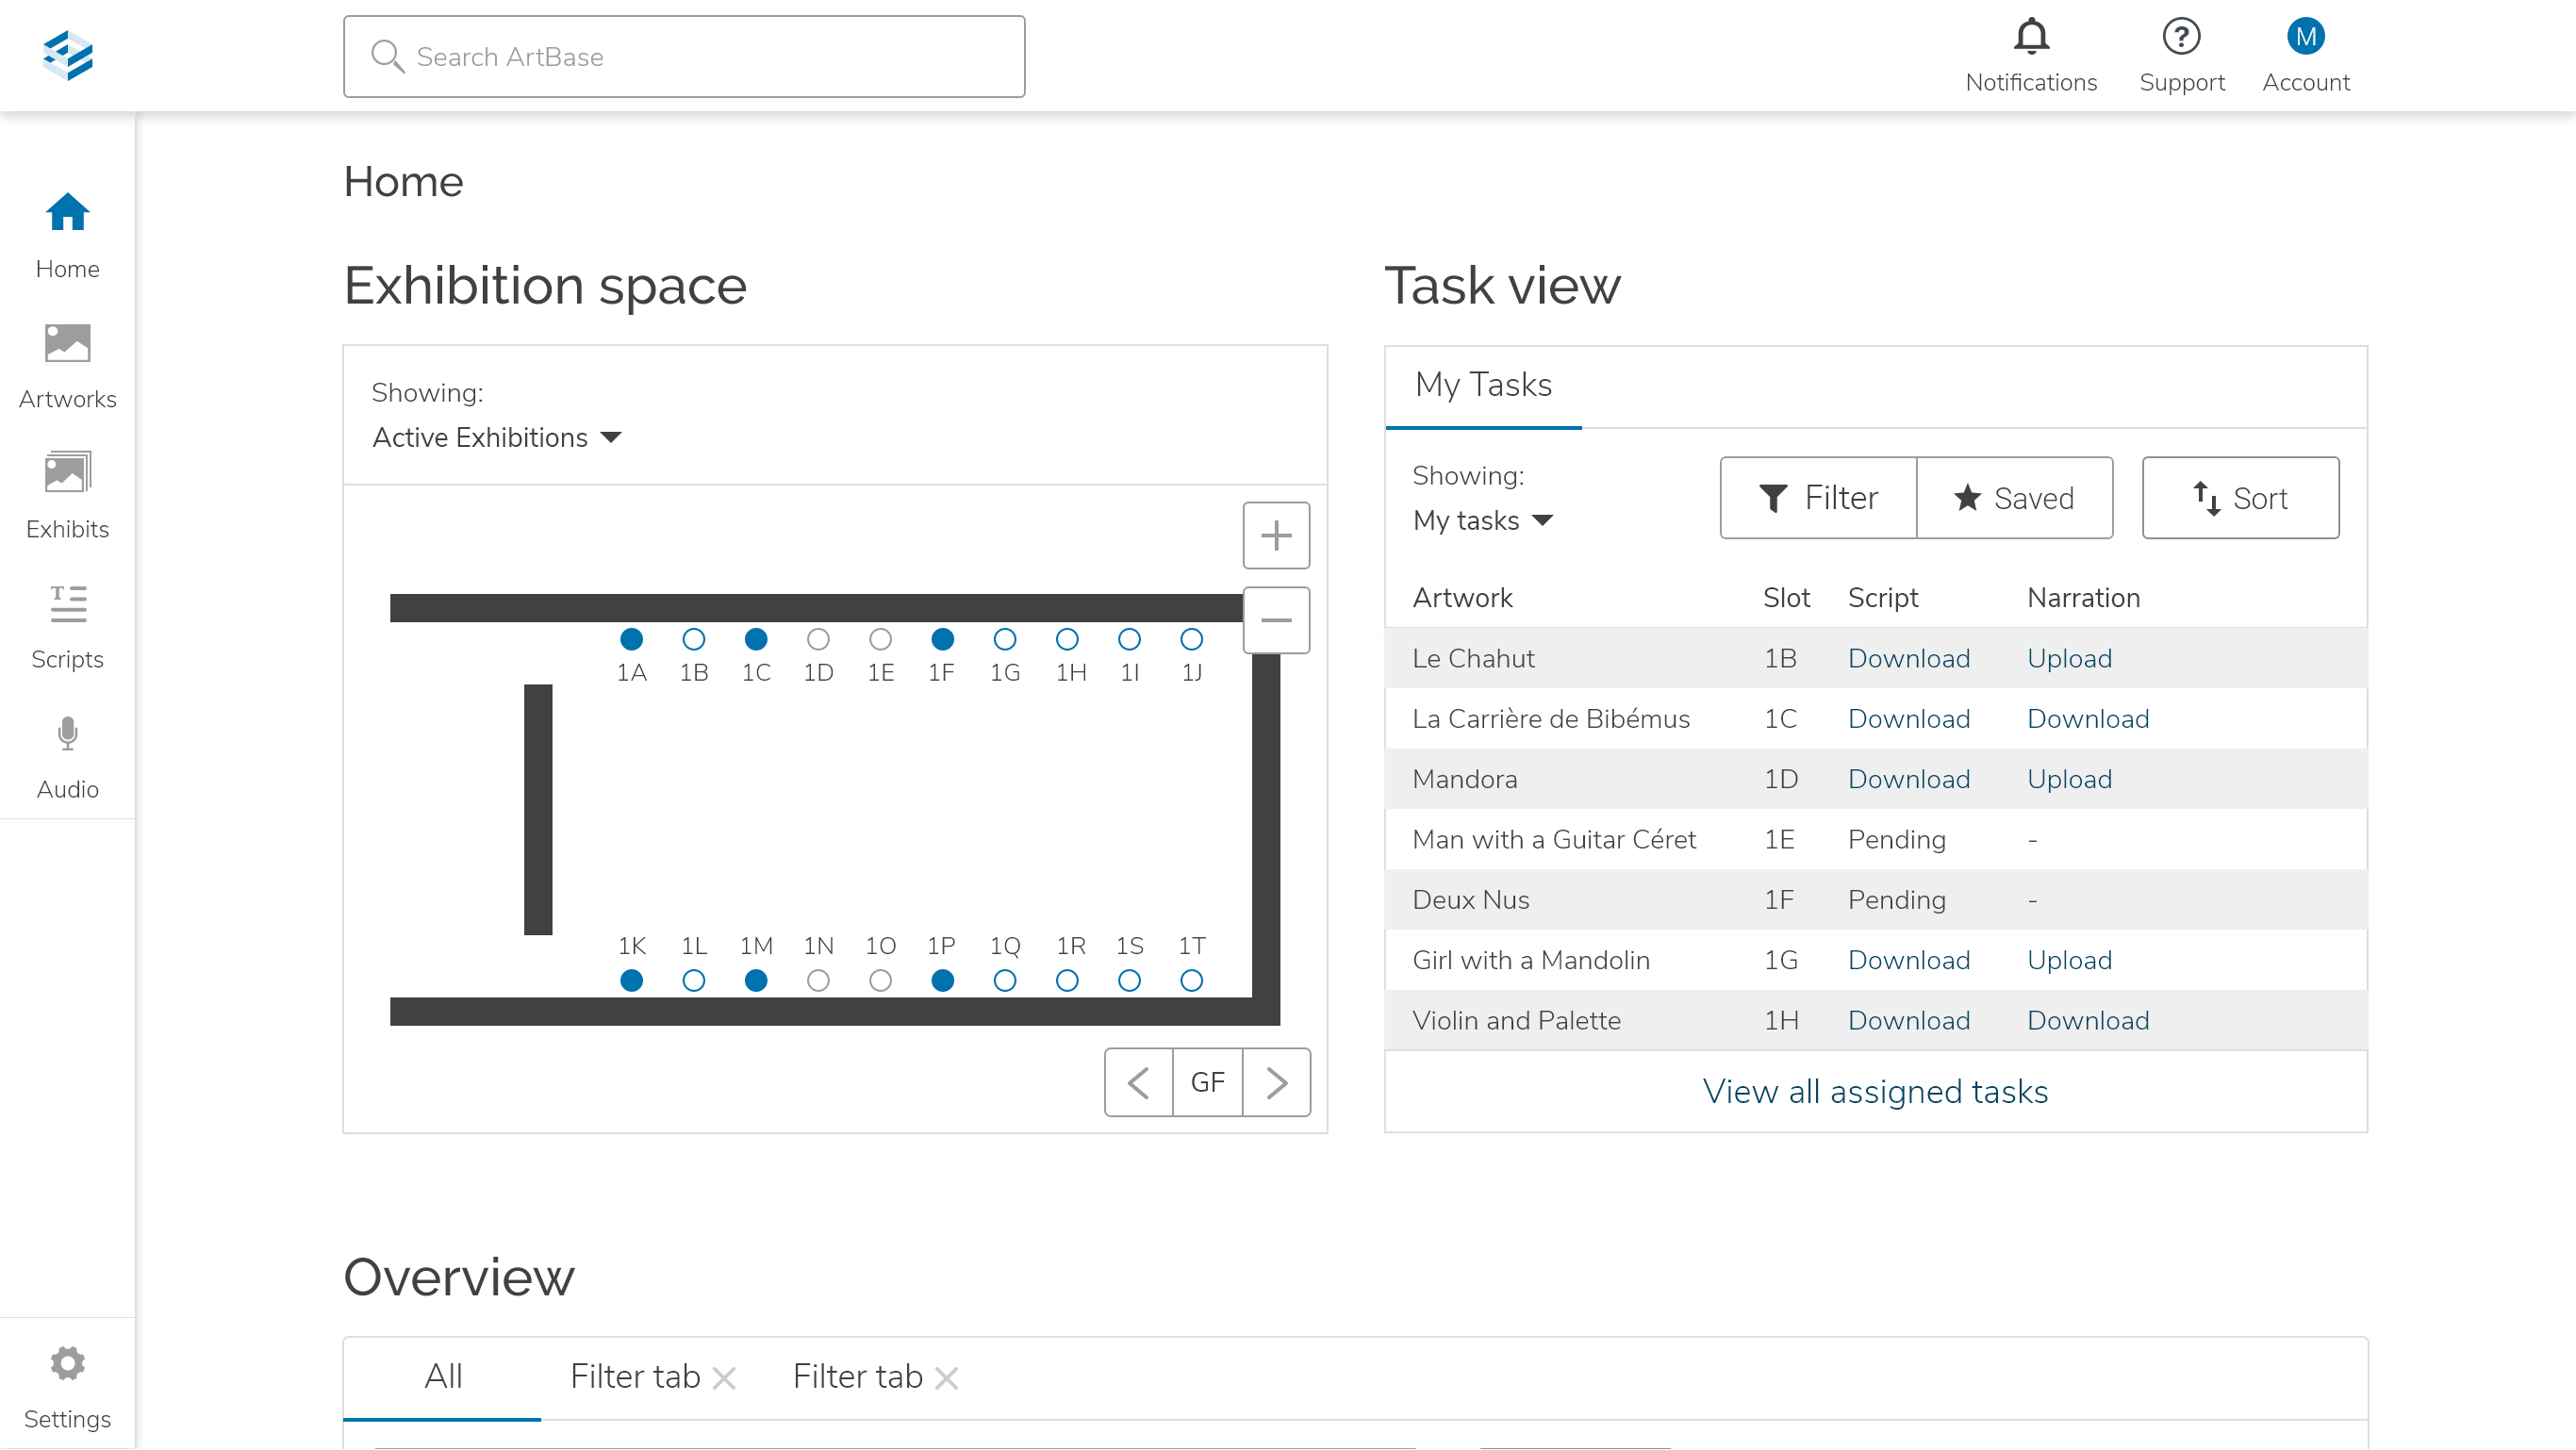 Search ArtBase
Notifications
Support
M
Account
Home
Artworks
Exhibits
Scripts
Audio
Settings
Home
Exhibition space
Showing:
Active Exhibitions
1A 1B 1C 1D 1E 1F 1G 1H 1I 1J
1K 1L 1M 1N 1O 1P 1Q 1R 1S 1T
GF
Task view
My Tasks
Showing:
My tasks
Filter
Saved
Sort
Artwork Slot Script Narration
Le Chahut 1B Download Upload
La Carrière de Bibémus 1C Download Download
Mandora 1D Download Upload
Man with a Guitar Céret 1E Pending -
Deux Nus 1F Pending -
Girl with a Mandolin 1G Download Upload
Violin and Palette 1H Download Download
View all assigned tasks
Overview
All
Filter tab
Filter tab